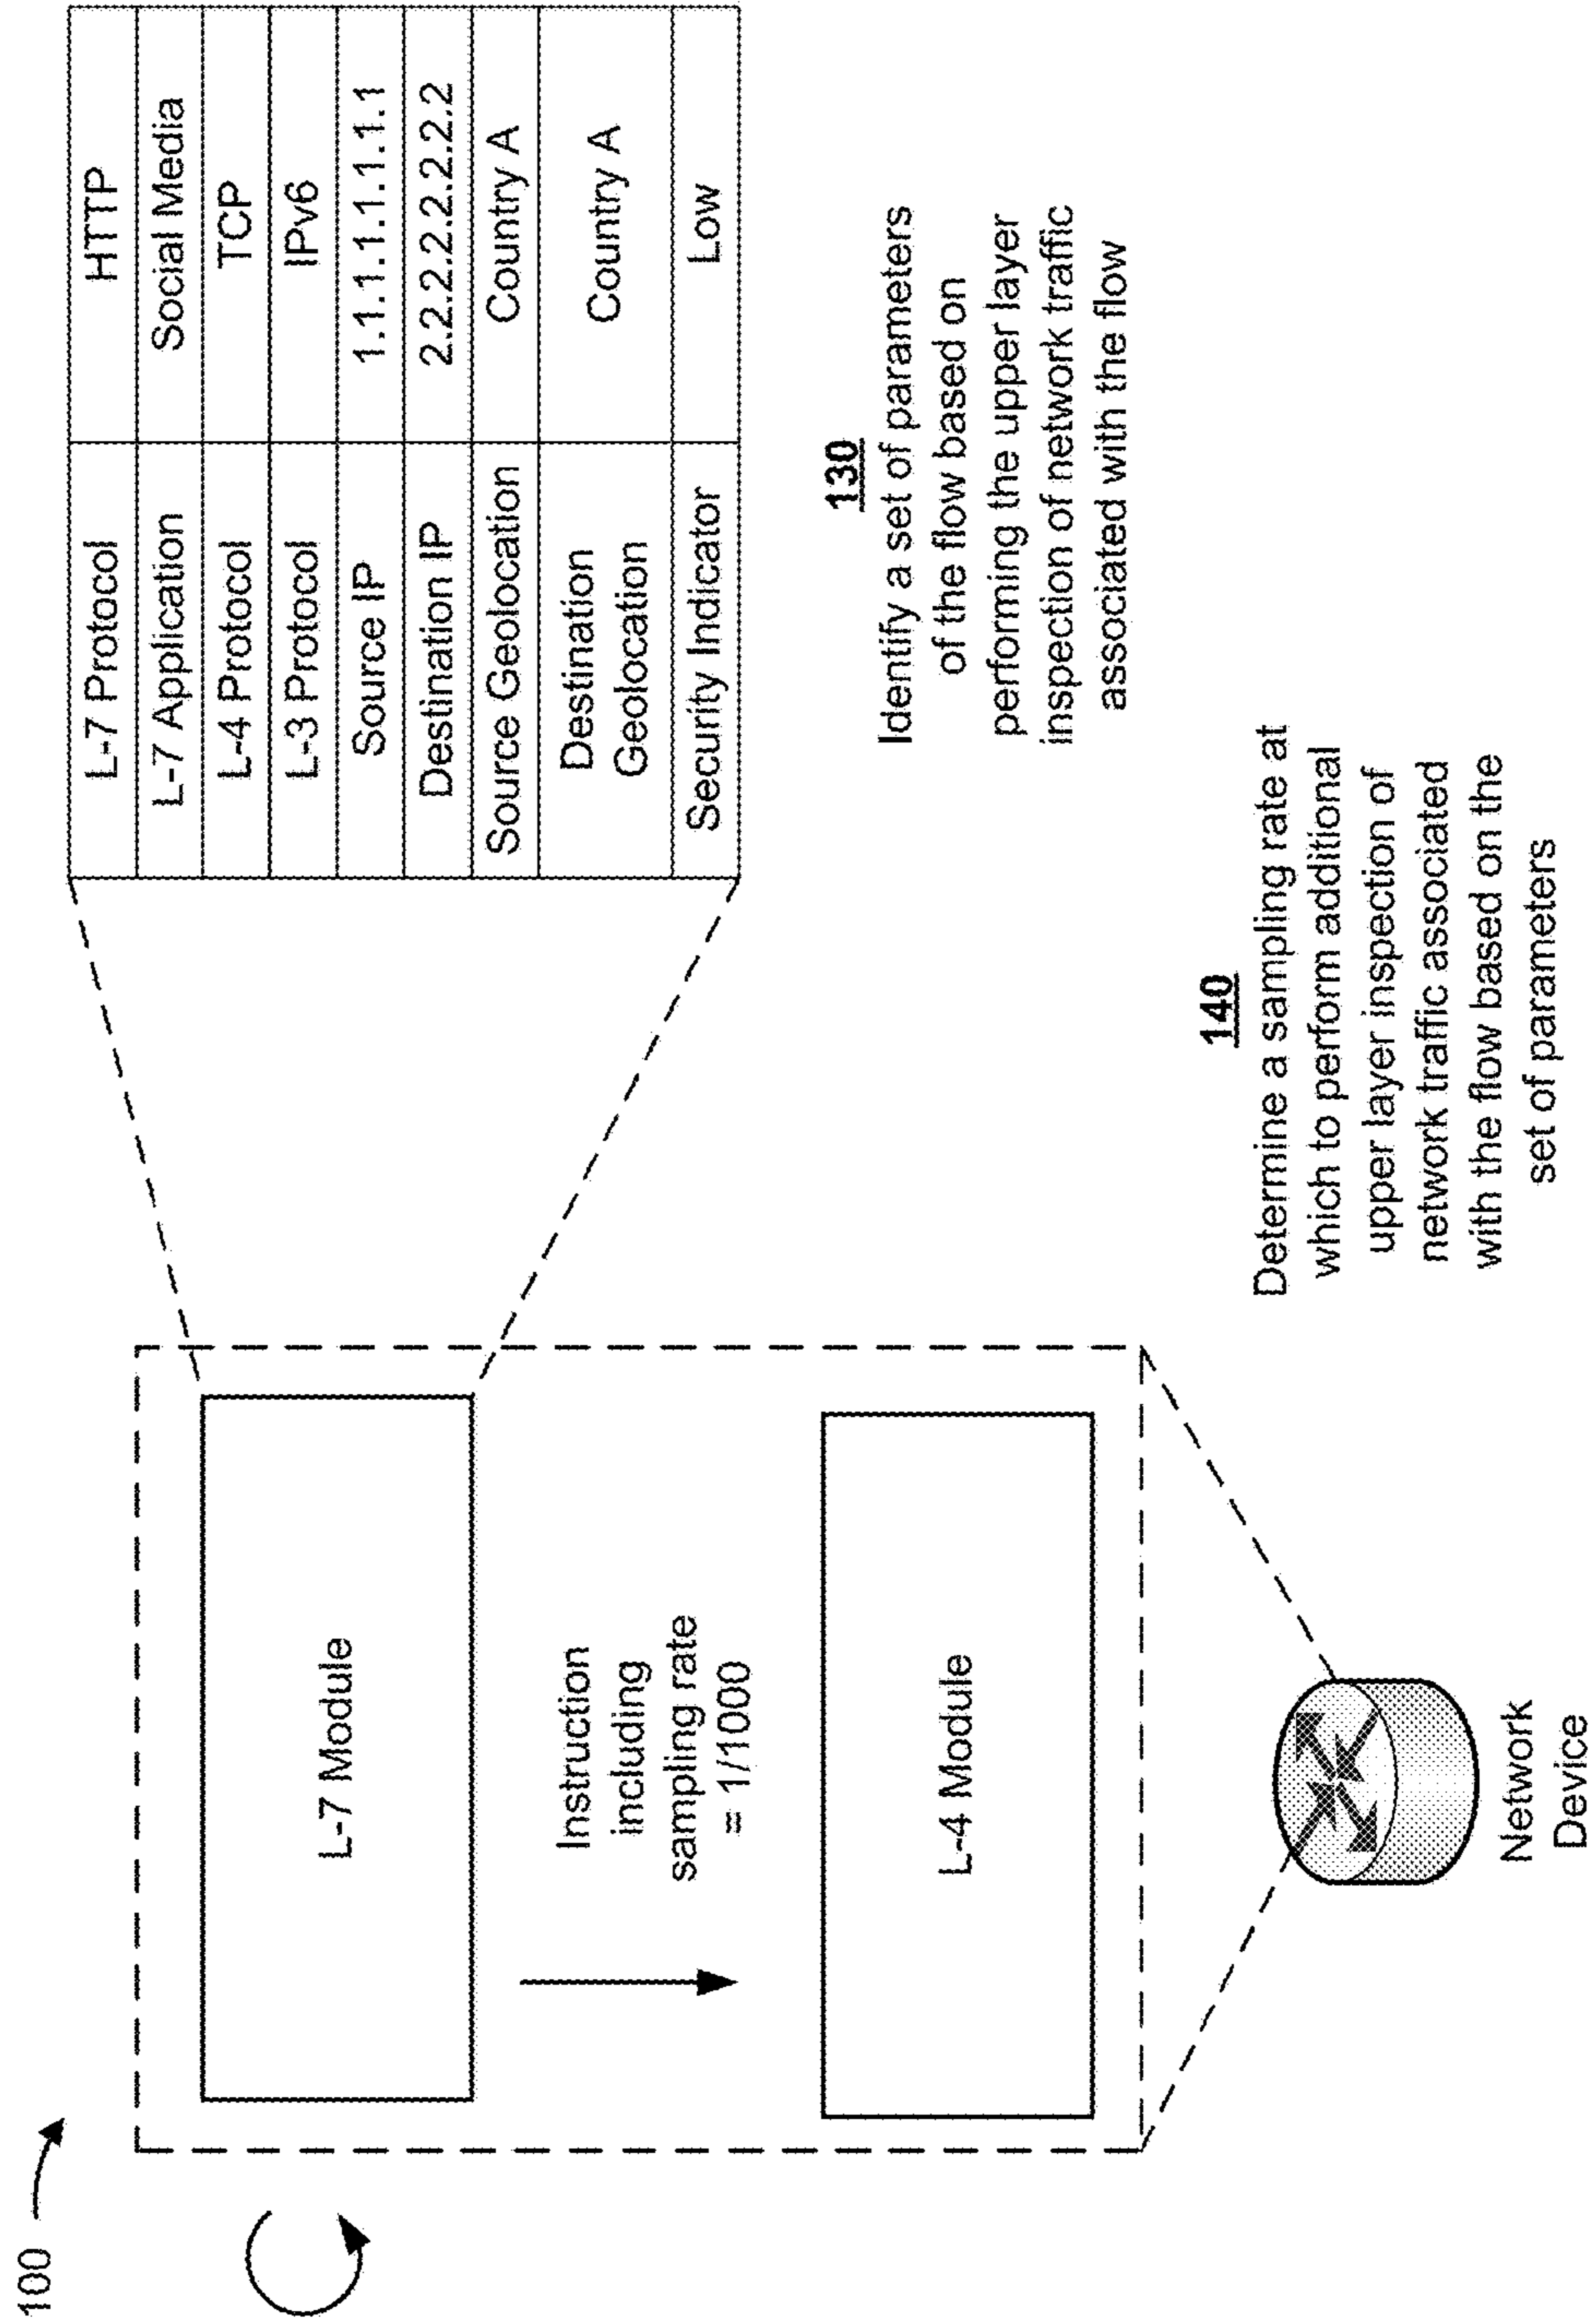 100
L-7 Module
Instruction
including
sampling rate
= 1/1000
L-4 Module
Network
Device
L-7 Protocol HTTP
L-7 Application Social Media
L-4 Protocol TCP
L-3 Protocol IPv6
Source IP 1.1.1.1.1.1.1.1
Destination IP 2.2.2.2.2.2.2.2
Source Geolocation Country A
Destination
Geolocation Country A
Security Indicator Low
130
Identify a set of parameters
of the flow based on
performing the upper layer
inspection of network traffic
associated with the flow
140
Determine a sampling rate at
which to perform additional
upper layer inspection of
network traffic associated
with the flow based on the
set of parameters